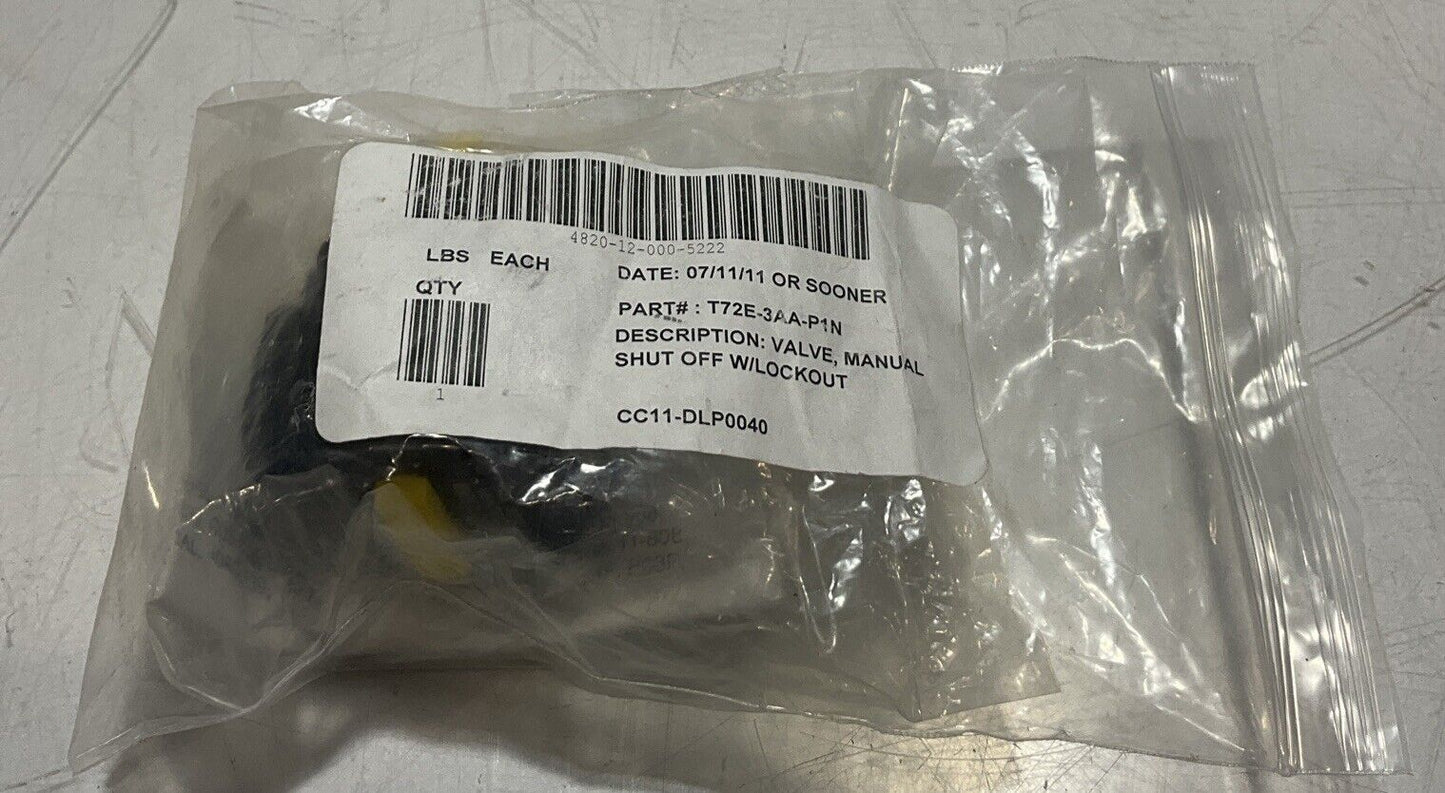 4820-12-000-5222
LBS EACH
DATE: 07/11/11 OR SOONER
QTY
PART# : T72E-3AA-P1N
DESCRIPTION: VALVE, MANUAL
SHUT OFF W/LOCKOUT
1
CC11-DLP0040